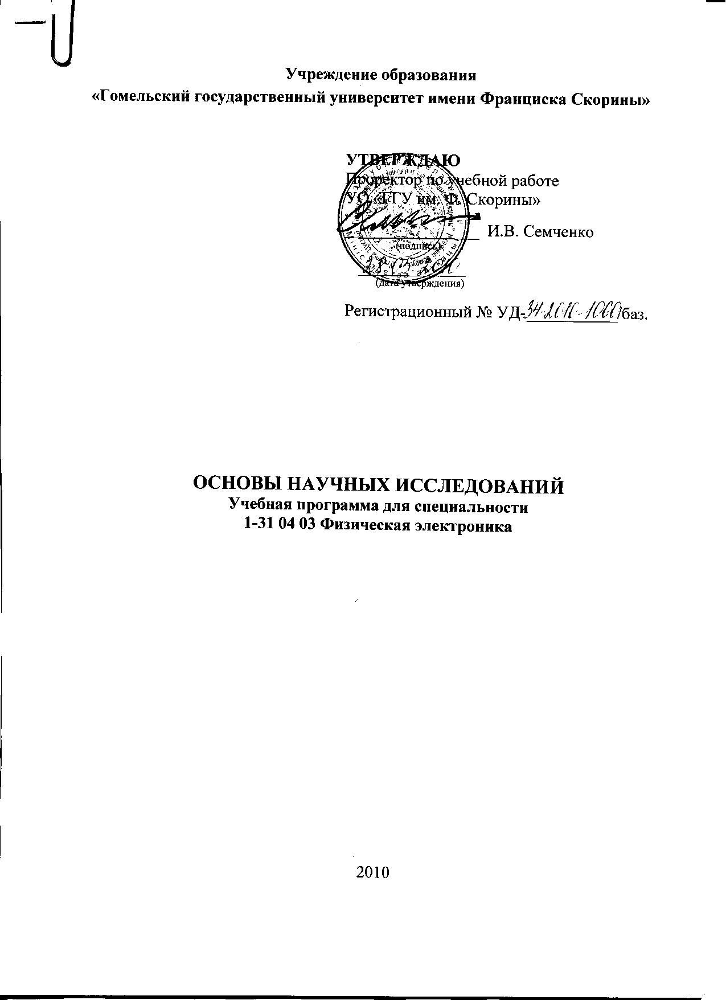 Учреждение образования
«Гомельский государственный университет имени Франциска Скорины»
УТВЕРЖДАЮ
Проректор по учебной работе
УО «ГГУ им. Ф. Скорины»
И.В. Семченко
(подпись)
(дата утверждения)
Регистрационный № УД-34-2010-1060/баз.
ОСНОВЫ НАУЧНЫХ ИССЛЕДОВАНИЙ
Учебная программа для специальности
1-31 04 03 Физическая электроника
2010